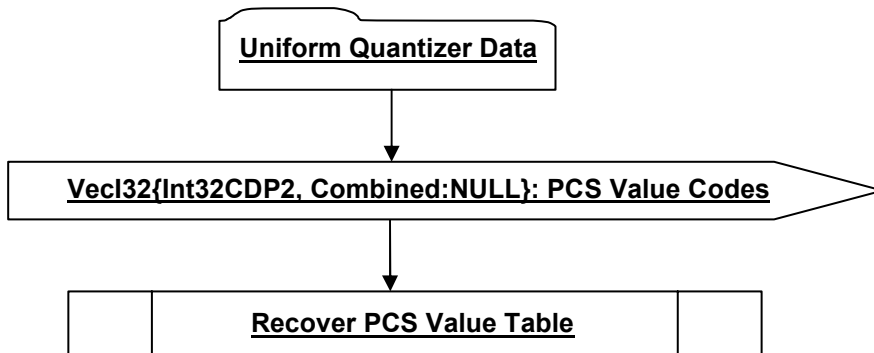 Uniform Quantizer Data
VecI32{Int32CDP2, Combined:NULL}: PCS Value Codes
Recover PCS Value Table